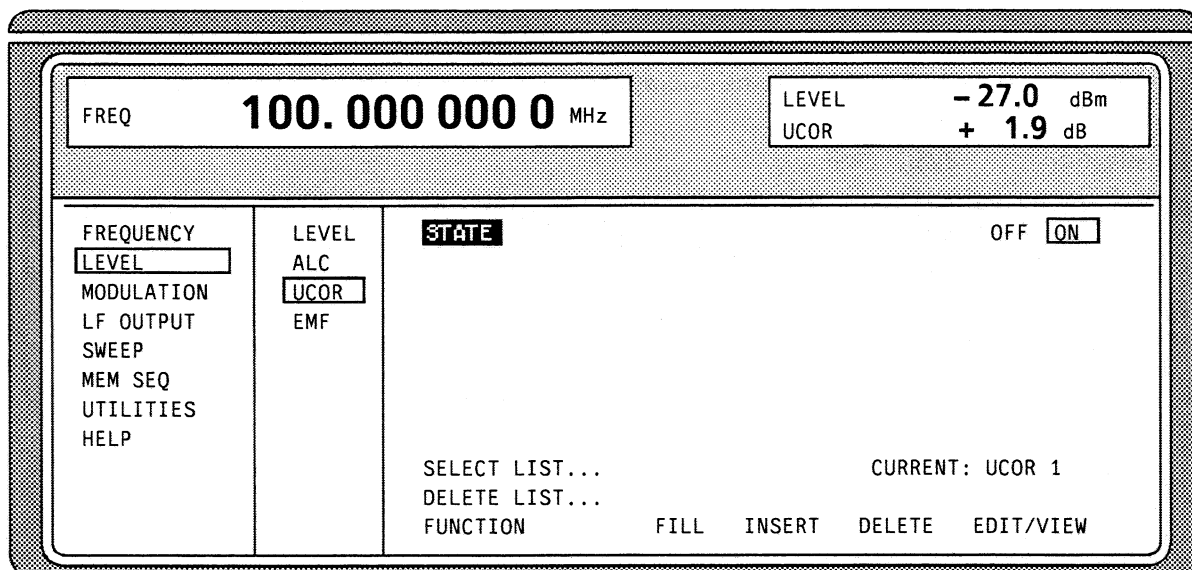 FREQ 100. 000 000 0 MHz
LEVEL - 27.0 dBm
UCOR + 1.9 dB
FREQUENCY
LEVEL
MODULATION
LF OUTPUT
SWEEP
MEM SEQ
UTILITIES
HELP
LEVEL
ALC
UCOR
EMF
STATE OFF ON
SELECT LIST... CURRENT: UCOR 1
DELETE LIST...
FUNCTION FILL INSERT DELETE EDIT/VIEW